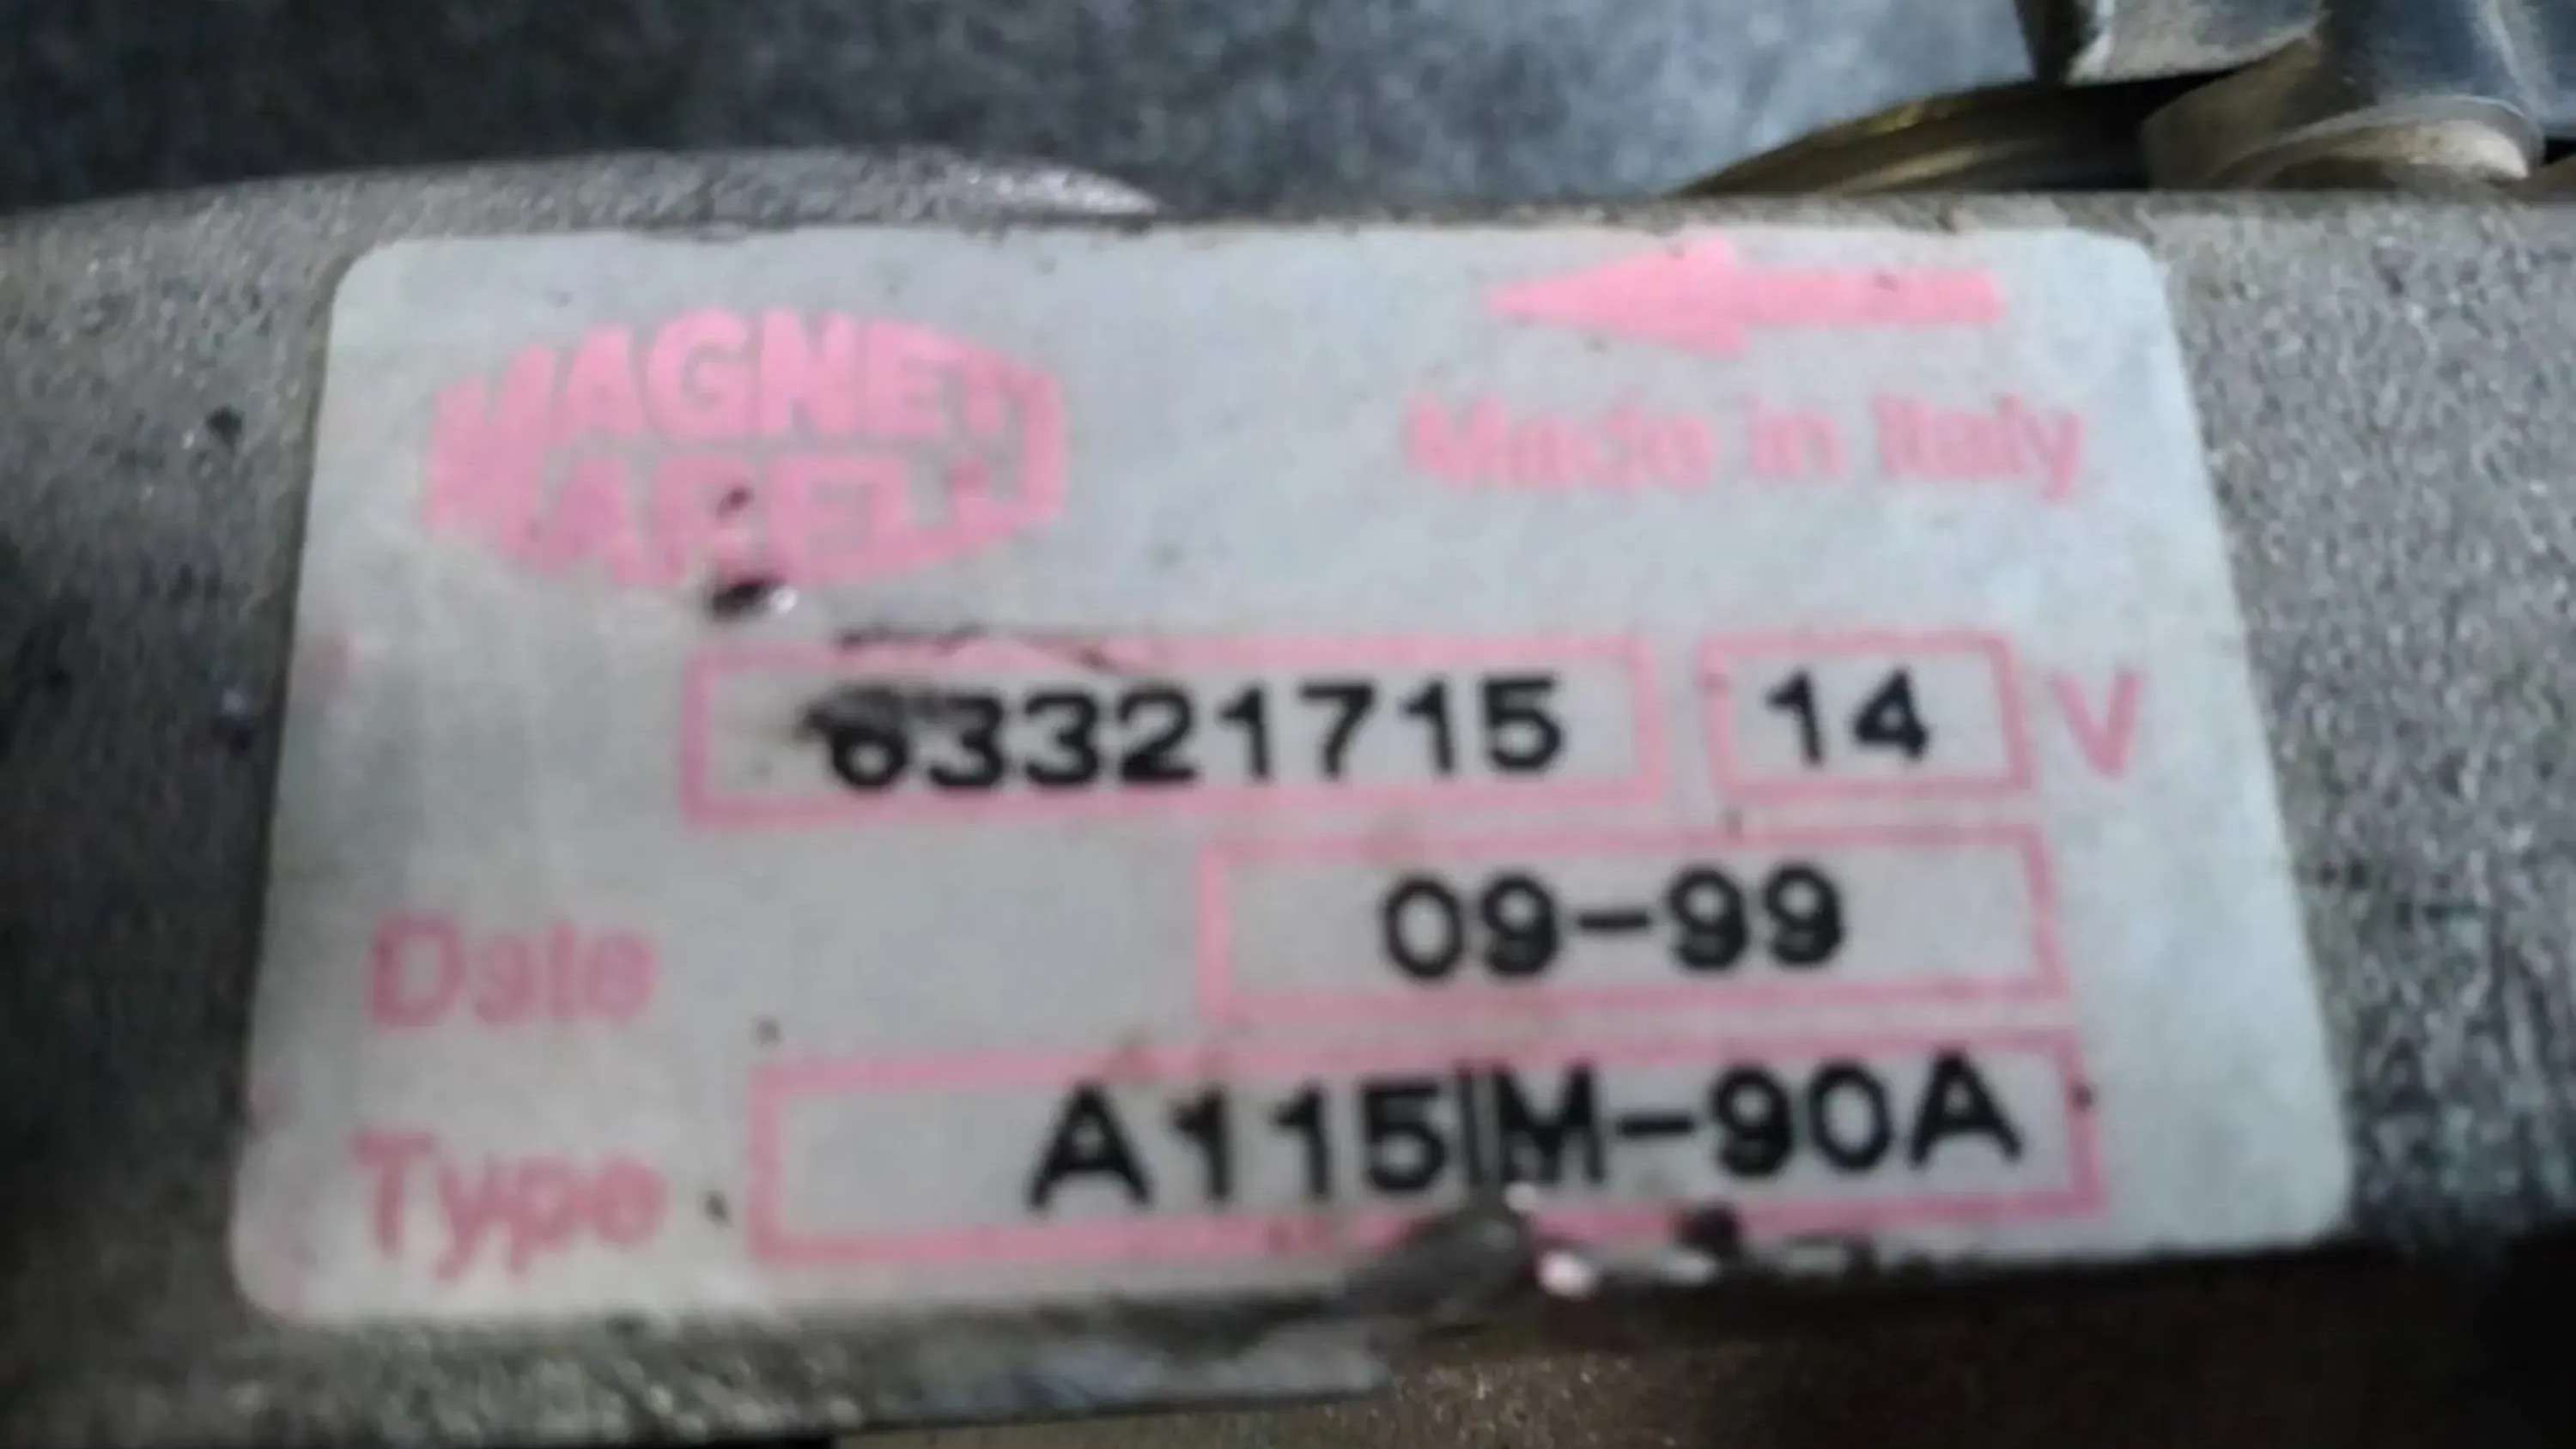 MAGNETI
Made in Italy
MARELLI
63321715 14 V
Date 09-99
Type A115IM-90A